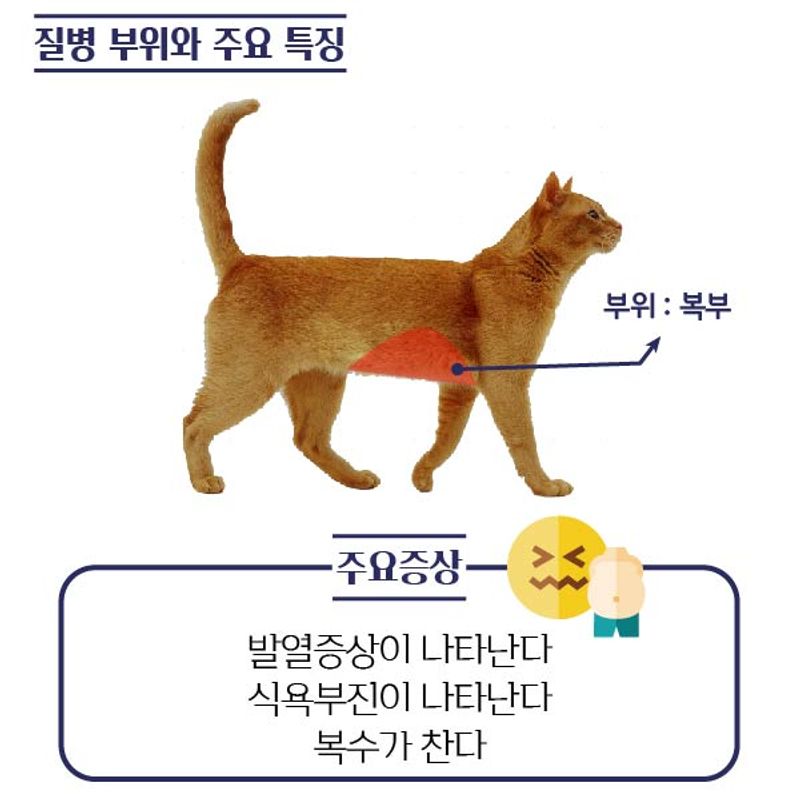 질병 부위와 주요 특징
부위 : 복부
주요증상
발열증상이 나타난다
식욕부진이 나타난다
복수가 찬다